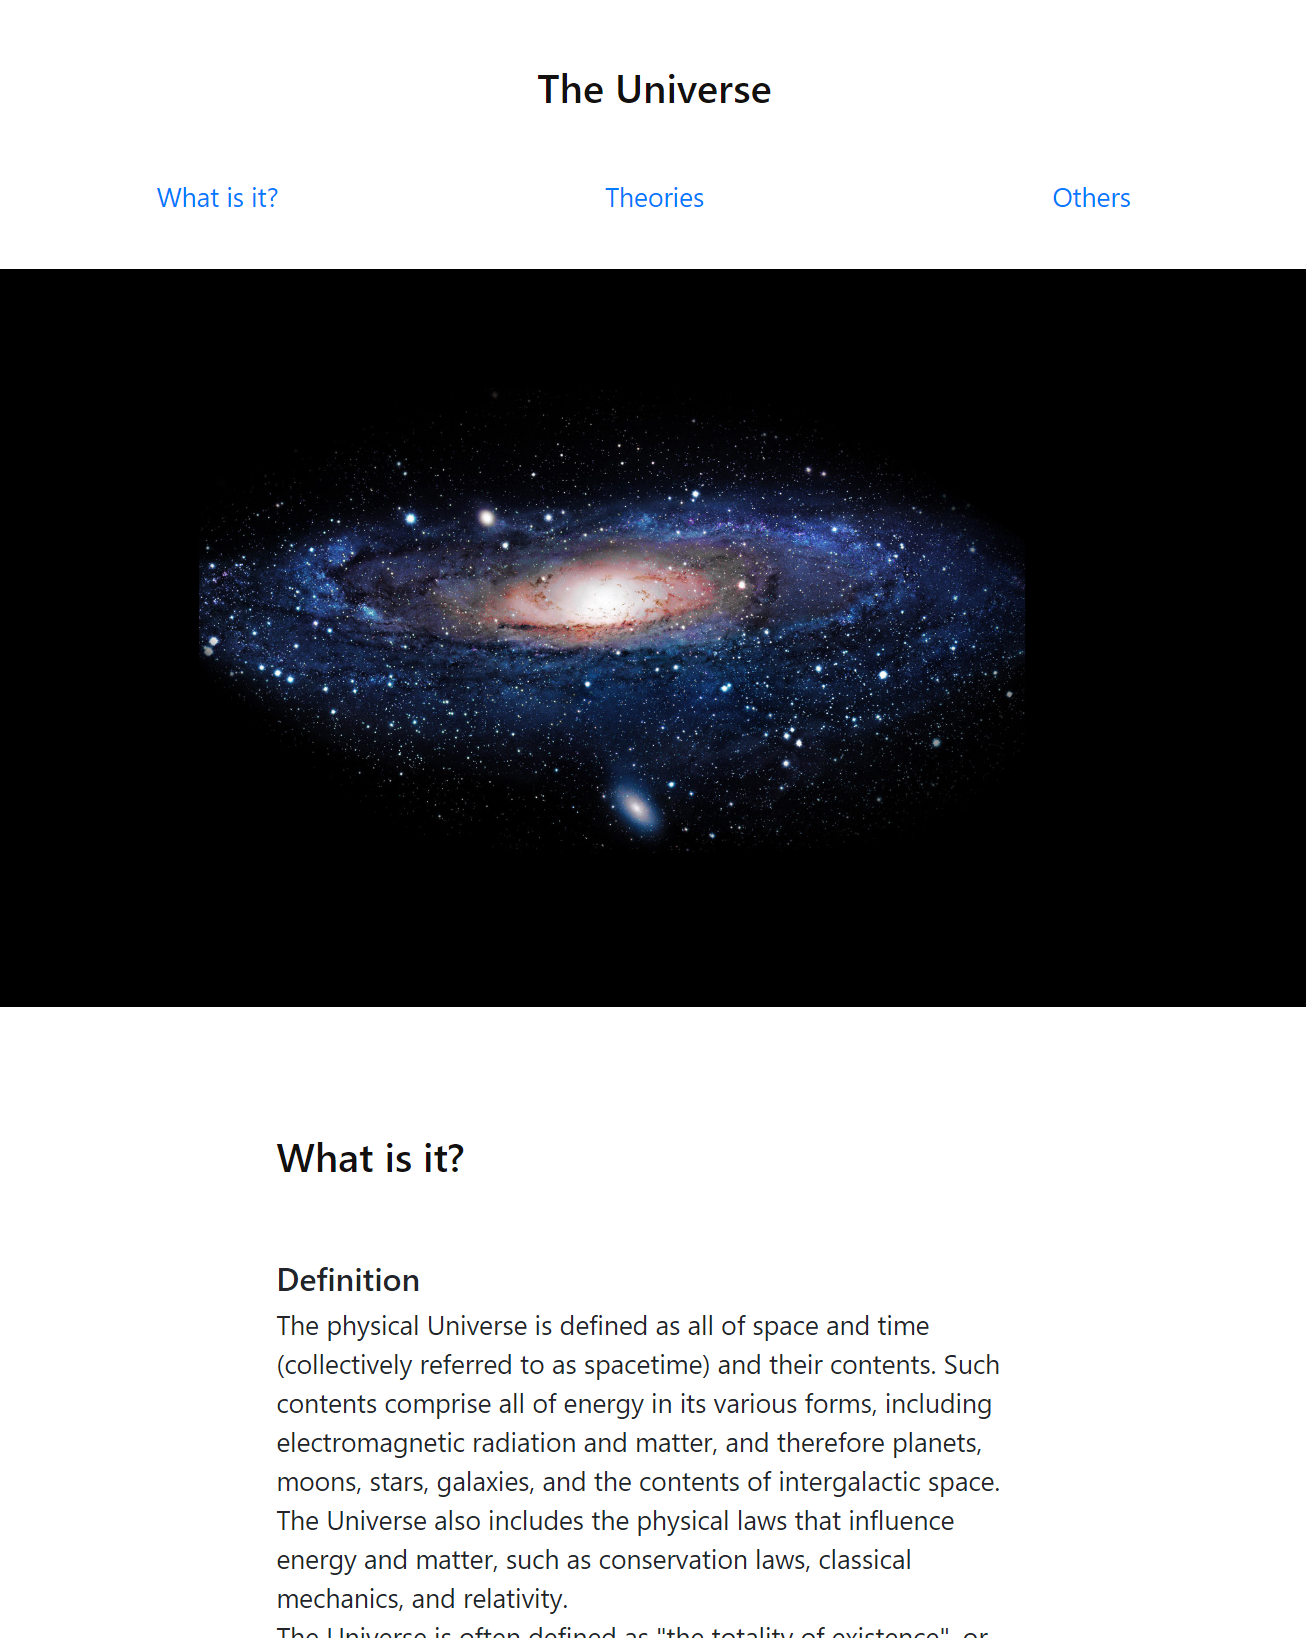 The Universe
What is it?
Theories
Others
What is it?
Definition
The physical Universe is defined as all of space and time
(collectively referred to as spacetime) and their contents. Such
contents comprise all of energy in its various forms, including
electromagnetic radiation and matter, and therefore planets,
moons, stars, galaxies, and the contents of intergalactic space.
The Universe also includes the physical laws that influence
energy and matter, such as conservation laws, classical
mechanics, and relativity.
The Universe is often defined as "the totality of existence", or